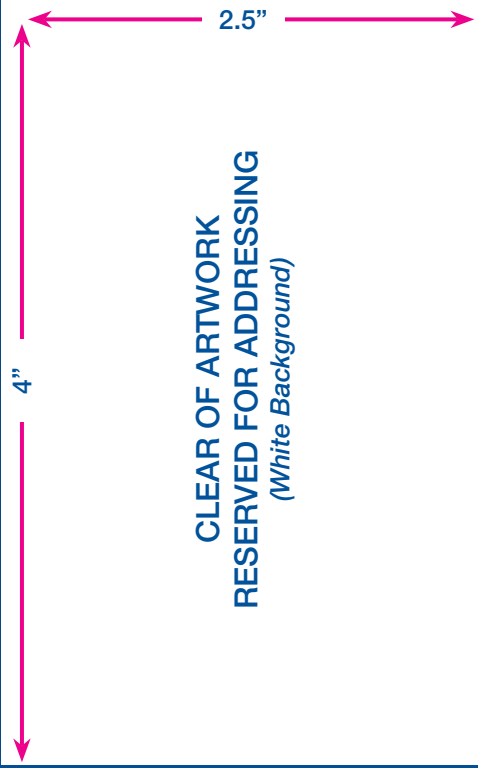 2.5”
4”
CLEAR OF ARTWORK
RESERVED FOR ADDRESSING
(White Background)